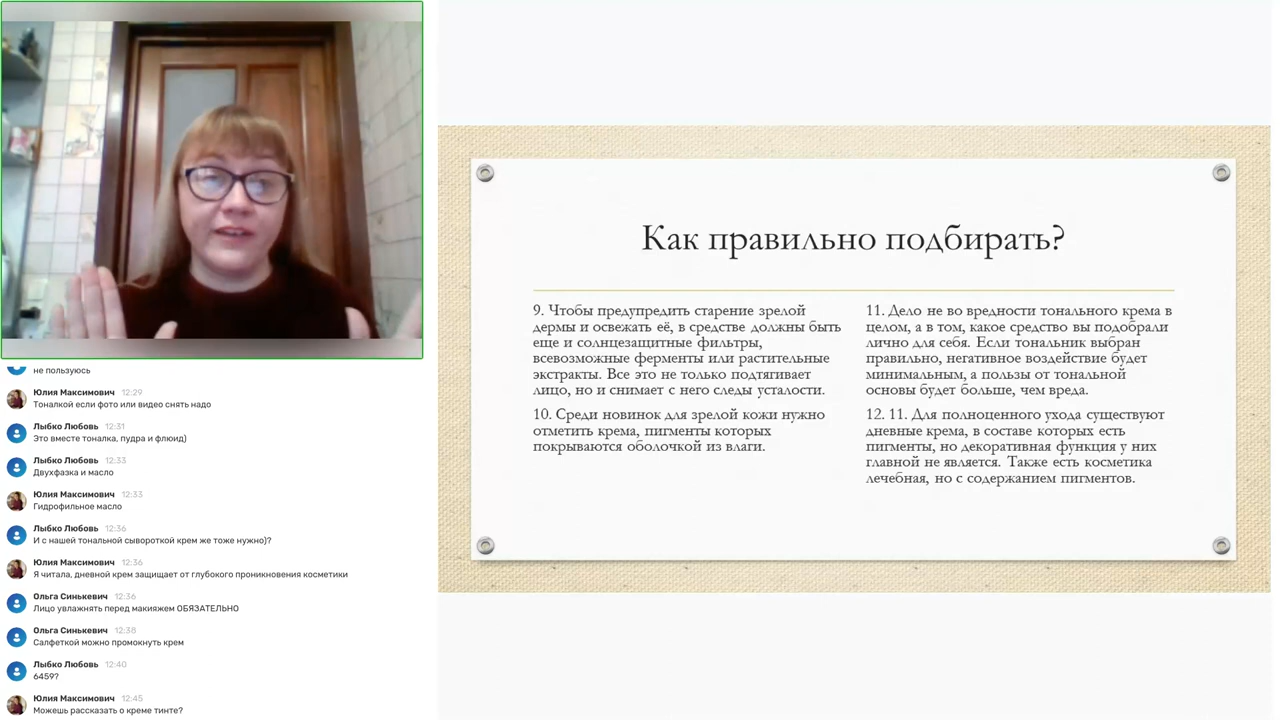 не пользуюсь
Юлия Максимович 12:29
Тоналкой если фото или видео снять надо
Лыбко Любовь 12:31
Это вместе тоналка, пудра и флюид)
Лыбко Любовь 12:33
Двухфазка и масло
Юлия Максимович 12:33
Гидрофильное масло
Лыбко Любовь 12:36
И с нашей тональной сывороткой крем же тоже нужно)?
Юлия Максимович 12:36
Я читала, дневной крем защищает от глубокого проникновения косметики
Ольга Синькевич 12:36
Лицо увлажнять перед макияжем ОБЯЗАТЕЛЬНО
Ольга Синькевич 12:38
Салфеткой можно промокнуть крем
Лыбко Любовь 12:40
6459?
Юлия Максимович 12:45
Можешь рассказать о креме тинте?
Как правильно подбирать?
9. Чтобы предупредить старение зрелой
дермы и освежать её, в средстве должны быть
еще и солнцезащитные фильтры,
всевозможные ферменты или растительные
экстракты. Все это не только подтягивает
лицо, но и снимает с него следы усталости.
10. Среди новинок для зрелой кожи нужно
отметить крема, пигменты которых
покрываются оболочкой из влаги.
11. Дело не во вредности тонального крема в
целом, а в том, какое средство вы подобрали
лично для себя. Если тональник выбран
правильно, негативное воздействие будет
минимальным, а пользы от тональной
основы будет больше, чем вреда.
12. 11. Для полноценного ухода существуют
дневные крема, в составе которых есть
пигменты, но декоративная функция у них
главной не является. Также есть косметика
лечебная, но с содержанием пигментов.